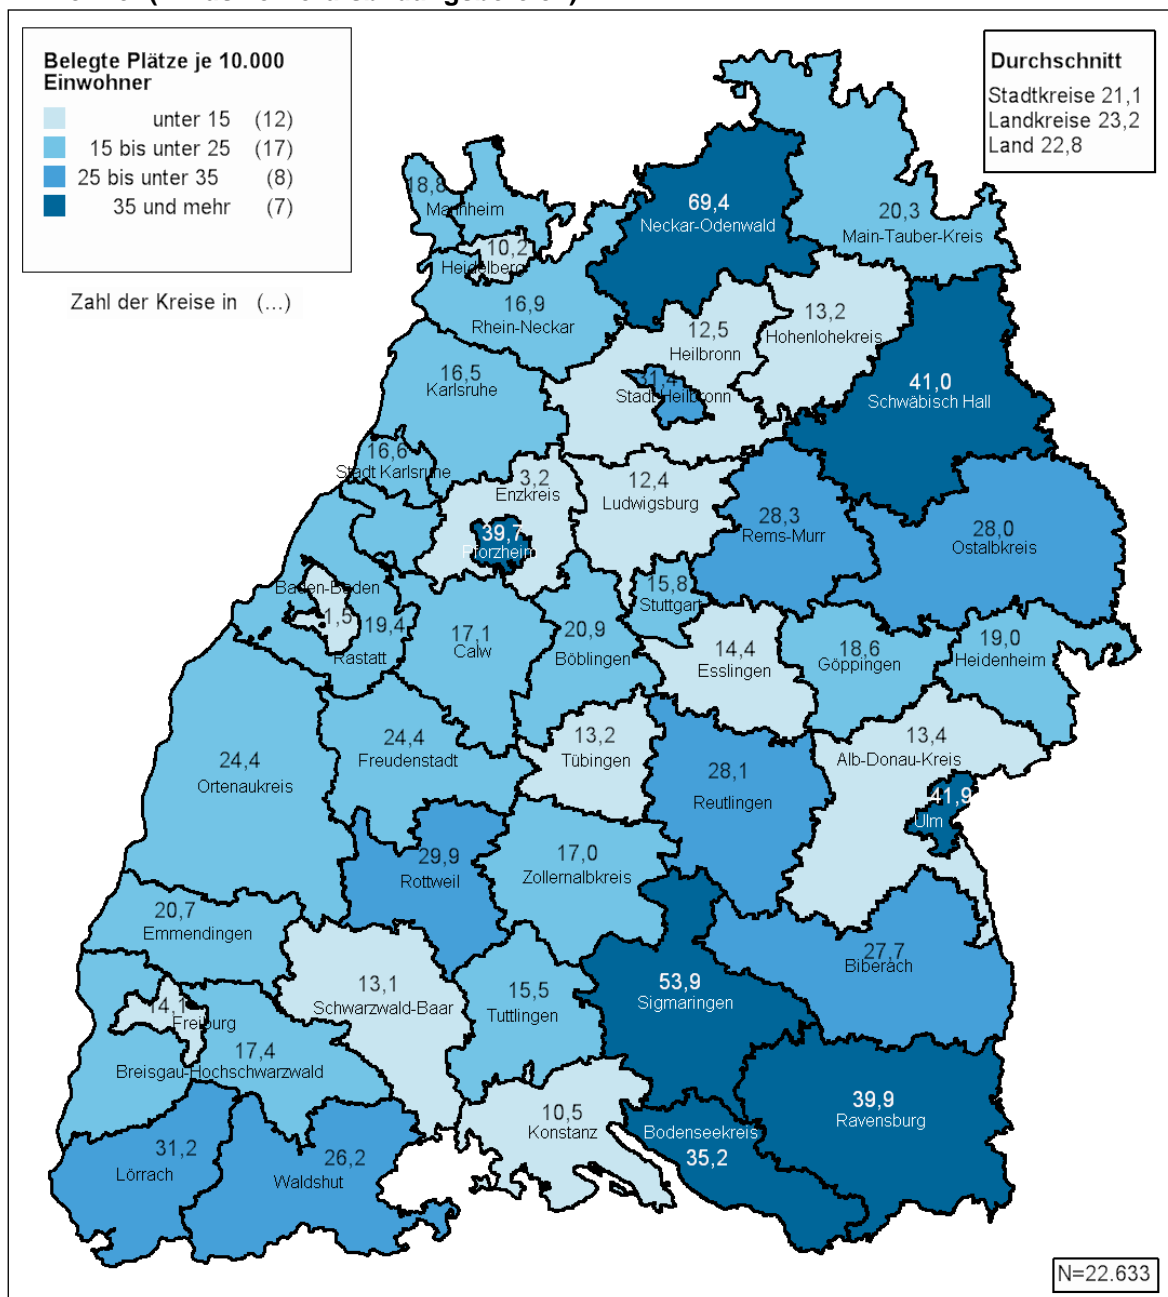 Belegte Plätze je 10.000
Einwohner
unter 15 (12)
15 bis unter 25 (17)
25 bis unter 35 (8)
35 und mehr (7)
Zahl der Kreise in (...)
Durchschnitt
Stadtkreise 21,1
Landkreise 23,2
Land 22,8
18,8
Mannheim
10,2
Heidelberg
16,9
Rhein-Neckar
69,4
Neckar-Odenwald
20,3
Main-Tauber-Kreis
12,5
Heilbronn
13,2
Hohenlohekreis
31,4
Stadt Heilbronn
16,5
Karlsruhe
41,0
Schwäbisch Hall
16,6
Stadt Karlsruhe
3,2
Enzkreis
12,4
Ludwigsburg
39,7
Pforzheim
28,3
Rems-Murr
28,0
Ostalbkreis
Baden-Baden
1,5
19,4
Rastatt
17,1
Calw
20,9
Böblingen
15,8
Stuttgart
14,4
Esslingen
18,6
Göppingen
19,0
Heidenheim
24,4
Ortenaukreis
24,4
Freudenstadt
13,2
Tübingen
28,1
Reutlingen
13,4
Alb-Donau-Kreis
41,9
Ulm
29,9
Rottweil
17,0
Zollernalbkreis
20,7
Emmendingen
27,7
Biberach
13,1
Schwarzwald-Baar
15,5
Tuttlingen
53,9
Sigmaringen
14,1
Freiburg
17,4
Breisgau-Hochschwarzwald
10,5
Konstanz
Bodenseekreis
35,2
39,9
Ravensburg
31,2
Lörrach
26,2
Waldshut
N=22.633